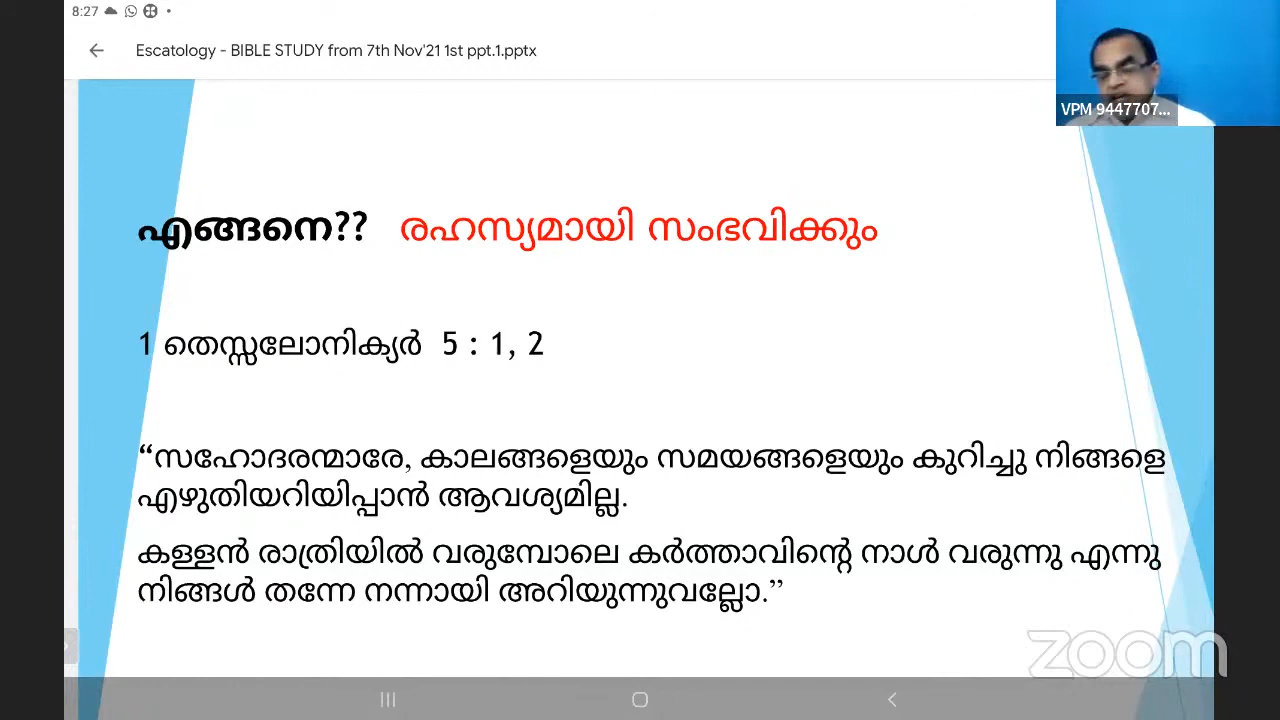 8:27
Escatology - BIBLE STUDY from 7th Nov'21 1st ppt.1.pptx
VPM 9447707...
എങ്ങനെ?? രഹസ്യമായി സംഭവിക്കും
1 തെസ്സലോനിക്യർ 5 : 1, 2
“സഹോദരന്മാരേ, കാലങ്ങളെയും സമയങ്ങളെയും കുറിച്ചു നിങ്ങളെ
എഴുതിയറിയിപ്പാൻ ആവശ്യമില്ല.
കള്ളൻ രാത്രിയിൽ വരുമ്പോലെ കർത്താവിന്റെ നാൾ വരുന്നു എന്നു
നിങ്ങൾ തന്നേ നന്നായി അറിയുന്നുവല്ലോ.”
zoom